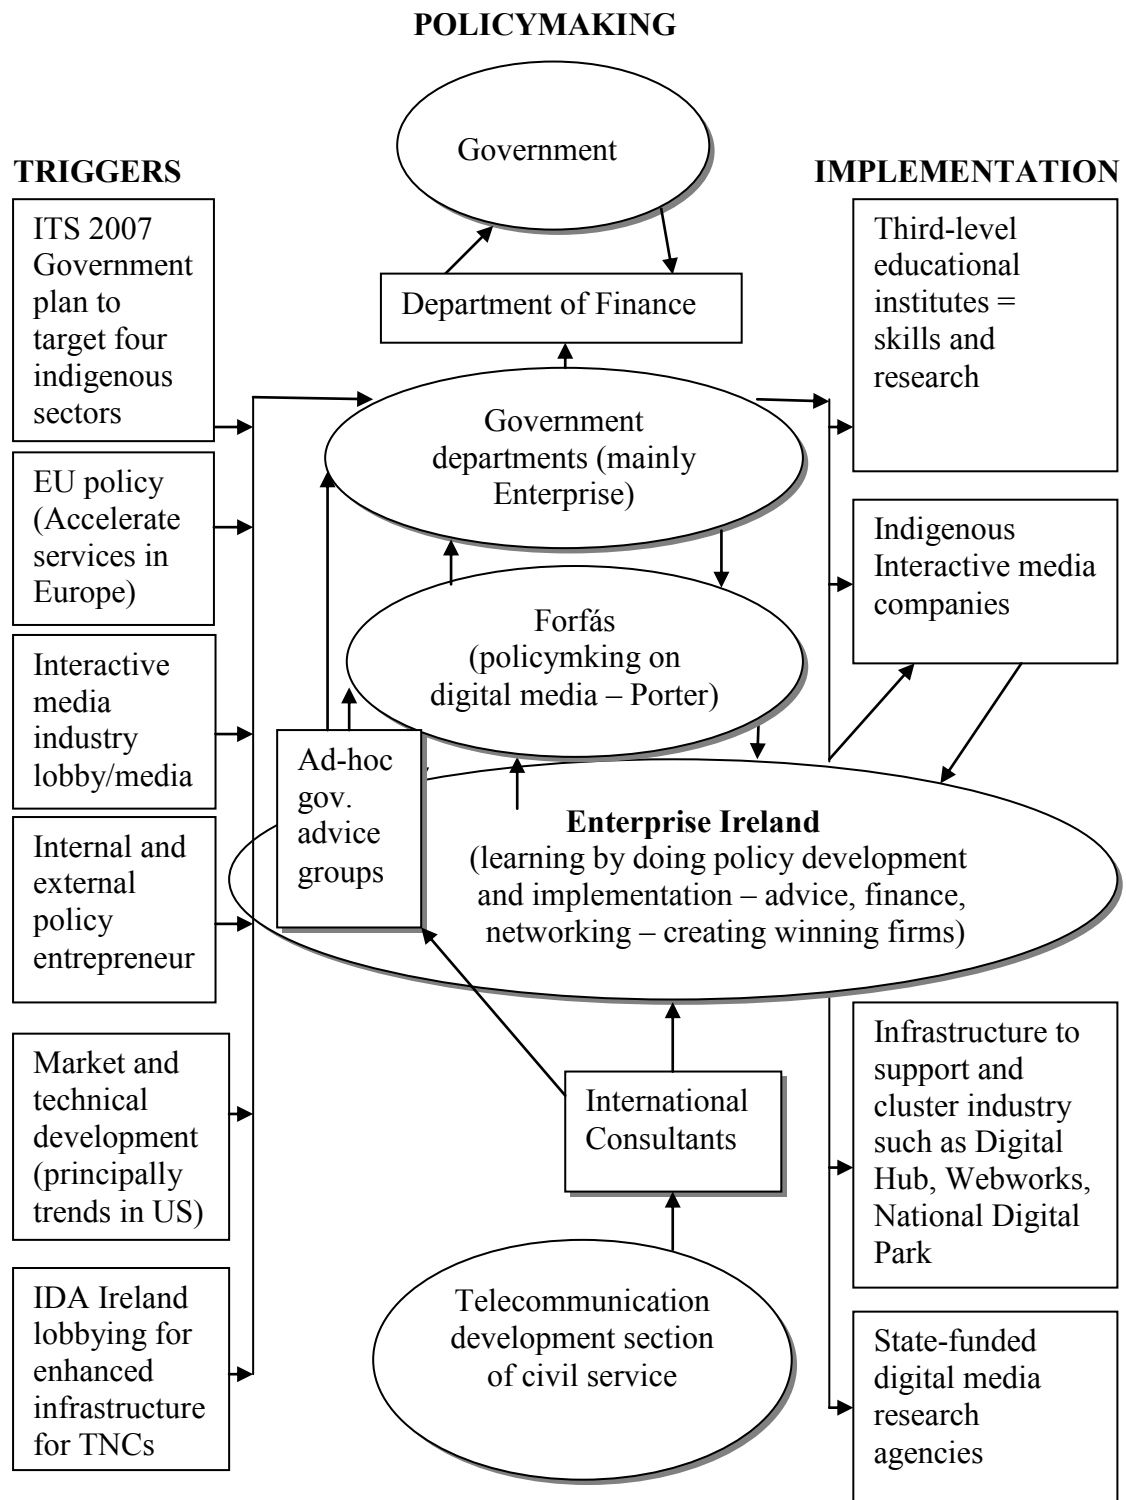 POLICYMAKING
Government
TRIGGERS
ITS 2007
Government
plan to
target four
indigenous
sectors
EU policy
(Accelerate
services in
Europe)
Interactive
media
industry
lobby/media
Internal and
external
policy
entrepreneur
Market and
technical
development
(principally
trends in US)
IDA Ireland
lobbying for
enhanced
infrastructure
for TNCs
Department of Finance
Government
departments (mainly
Enterprise)
Forfás
(policymking on
digital media – Porter)
Ad-hoc
gov.
advice
groups
Enterprise Ireland
(learning by doing policy development
and implementation – advice, finance,
networking – creating winning firms)
International
Consultants
Telecommunication
development section
of civil service
IMPLEMENTATION
Third-level
educational
institutes =
skills and
research
Indigenous
Interactive media
companies
Infrastructure to
support and
cluster industry
such as Digital
Hub, Webworks,
National Digital
Park
State-funded
digital media
research
agencies